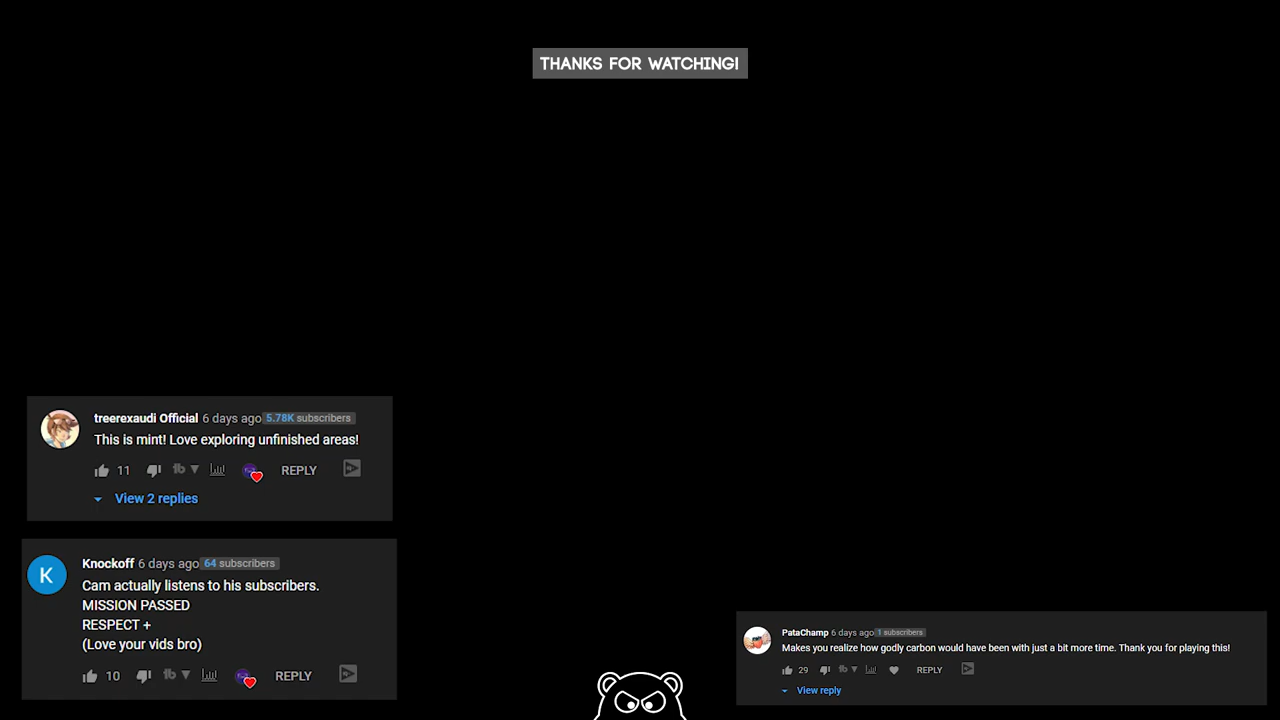 THANKS FOR WATCHING!
treerexaudi Official 6 days ago 5.78K subscribers
This is mint! Love exploring unfinished areas!
11 tb REPLY
View 2 replies
K
Knockoff 6 days ago 64 subscribers
Cam actually listens to his subscribers.
MISSION PASSED
RESPECT +
(Love your vids bro)
10 tb REPLY
PataChamp 6 days ago 1 subscribers
Makes you realize how godly carbon would have been with just a bit more time. Thank you for playing this!
29 tb REPLY
View reply